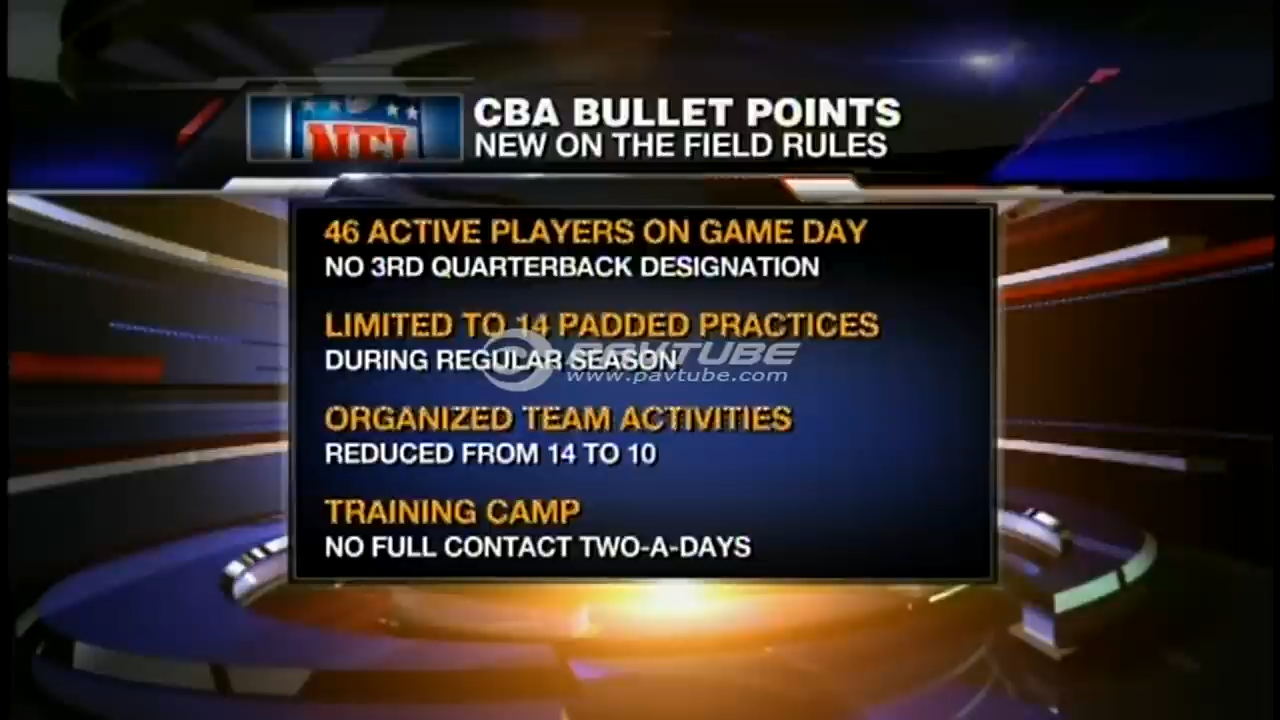 NFL
CBA BULLET POINTS
NEW ON THE FIELD RULES
46 ACTIVE PLAYERS ON GAME DAY
NO 3RD QUARTERBACK DESIGNATION
LIMITED TO 14 PADDED PRACTICES
DURING REGULAR SEASON
PAVTUBE
www.pavtube.com
ORGANIZED TEAM ACTIVITIES
REDUCED FROM 14 TO 10
TRAINING CAMP
NO FULL CONTACT TWO-A-DAYS